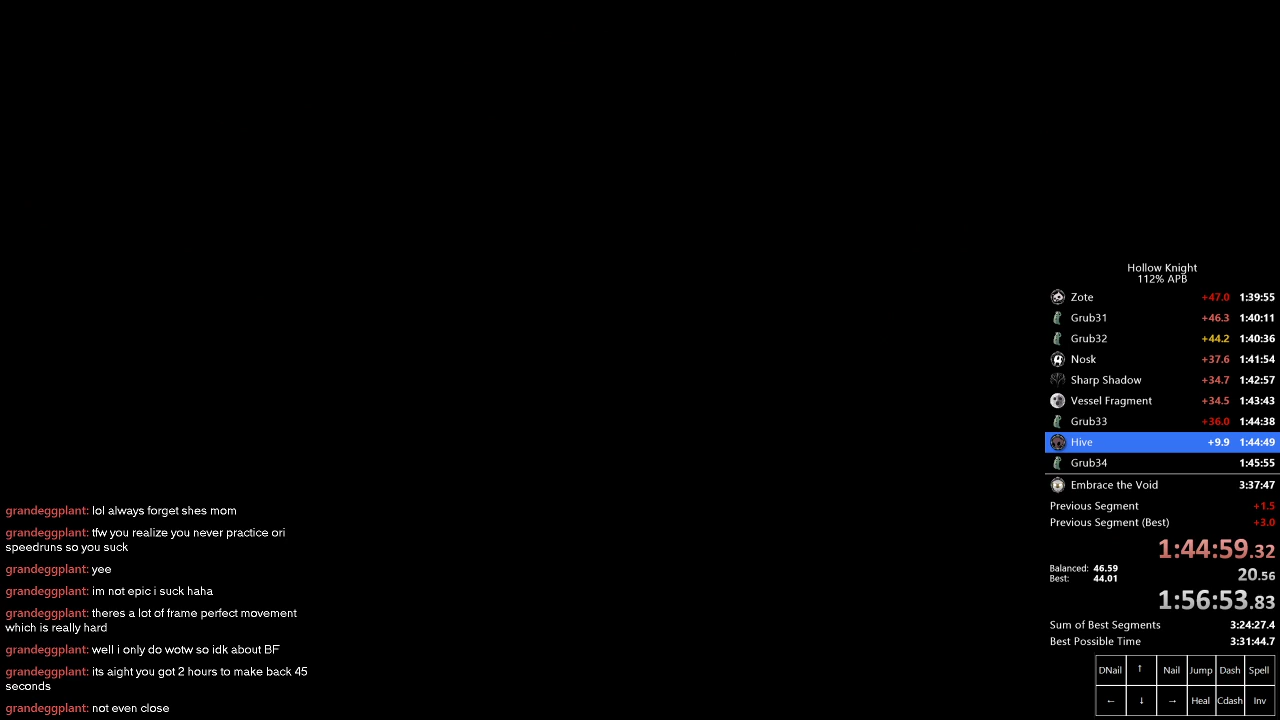 Hollow Knight
112% APB
Zote +47.0 1:39:55
Grub31 +46.3 1:40:11
Grub32 +44.2 1:40:36
Nosk +37.6 1:41:54
Sharp Shadow +34.7 1:42:57
Vessel Fragment +34.5 1:43:43
Grub33 +36.0 1:44:38
Hive +9.9 1:44:49
Grub34 1:45:55
Embrace the Void 3:37:47
Previous Segment +1.5
Previous Segment (Best) +3.0
1:44:59.32
Balanced: 46.59
Best: 44.01
20.56
1:56:53.83
Sum of Best Segments 3:24:27.4
Best Possible Time 3:31:44.7
DNail ↑ Nail Jump Dash Spell
← ↓ → Heal Cdash Inv
grandeggplant: lol always forget shes mom
grandeggplant: tfw you realize you never practice ori
speedruns so you suck
grandeggplant: yee
grandeggplant: im not epic i suck haha
grandeggplant: theres a lot of frame perfect movement
which is really hard
grandeggplant: well i only do wotw so idk about BF
grandeggplant: its aight you got 2 hours to make back 45
seconds
grandeggplant: not even close